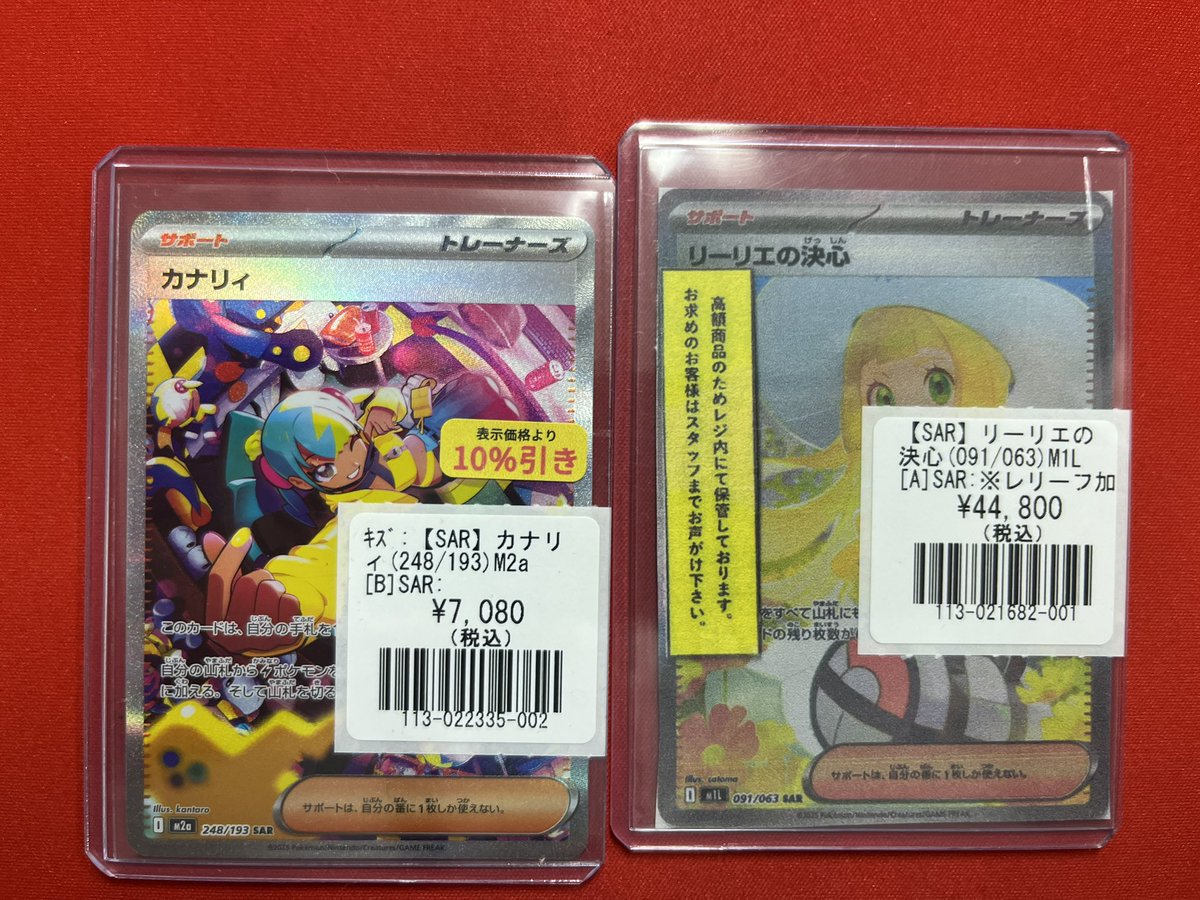 サポート
トレーナーズ
カナリィ
表示価格より
10%引き
ｷｽﾞ:【SAR】カナリ
ィ(248/193)M2a
[B]SAR:
¥7,080
(税込)
113-022335-002
このカードは、自分の手札を
自分の山札からポケモンを
に加える。そして山札を切る
サポートは、自分の番に1枚しか使えない。
Illus. kantaro
I M2a 248/193 SAR
©2025 Pokémon/Nintendo/Creatures/GAME FREAK.
サポート
トレーナーズ
リーリエの決心
高額商品のためレジ内にて保管しております。
お求めのお客様はスタッフまでお声がけ下さい。
【SAR】リーリエの
決心(091/063)M1L
[A]SAR:※レリーフ加
¥44,800
(税込)
113-021682-001
をすべて山札にも
ドの残り枚数が
サポートは、自分の番に1枚しか使えない。
Illus. saloma
I M1L 091/063 SAR
©2025 Pokémon/Nintendo/Creatures/GAME FREAK.